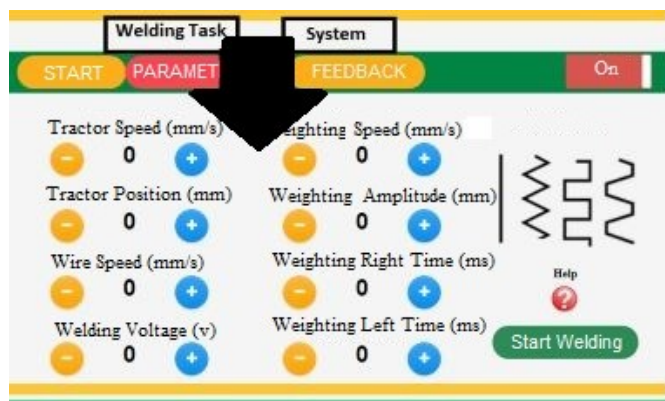 Welding Task System
START PARAMET FEEDBACK On
Tractor Speed (mm/s) eighting Speed (mm/s)
− 0 + − 0 +
Tractor Position (mm) Weighting Amplitude (mm)
− 0 + − 0 +
Wire Speed (mm/s) Weighting Right Time (ms) Help
− 0 + − 0 + ?
Welding Voltage (v) Weighting Left Time (ms) Start Welding
− 0 + − 0 +